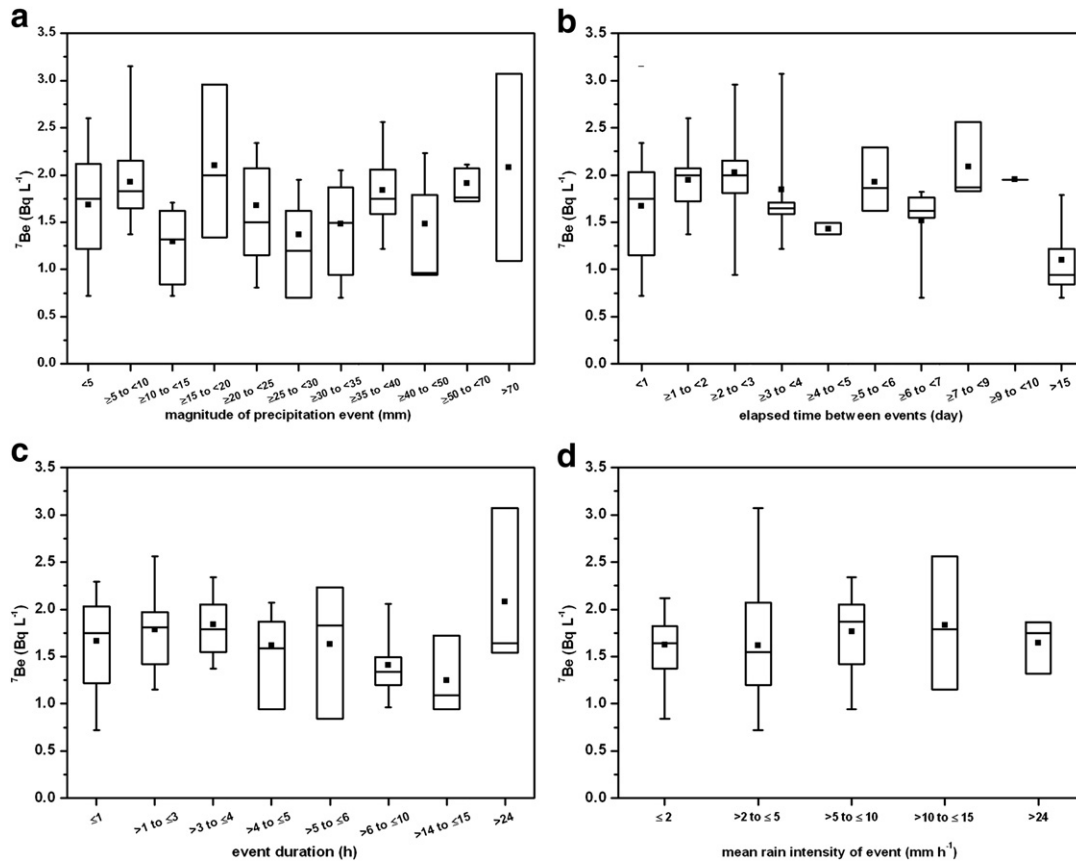 a
3.5
3.0
2.5
2.0
1.5
1.0
0.5
0.0
⁷Be (Bq L⁻¹)
<5
≥5 to <10
≥10 to <15
≥15 to <20
≥20 to <25
≥25 to <30
≥30 to <35
≥35 to <40
≥40 to <50
≥50 to <70
>70
magnitude of precipitation event (mm)
b
3.5
3.0
2.5
2.0
1.5
1.0
0.5
0.0
⁷Be (Bq L⁻¹)
<1
≥1 to <2
≥2 to <3
≥3 to <4
≥4 to <5
≥5 to <6
≥6 to <7
≥7 to <9
≥9 to <10
>15
elapsed time between events (day)
c
3.5
3.0
2.5
2.0
1.5
1.0
0.5
0.0
⁷Be (Bq L⁻¹)
≤1
>1 to ≤3
>3 to ≤4
>4 to ≤5
>5 to ≤6
>6 to ≤10
>14 to ≤15
>24
event duration (h)
d
3.5
3.0
2.5
2.0
1.5
1.0
0.5
0.0
⁷Be (Bq L⁻¹)
≤ 2
>2 to ≤ 5
>5 to ≤ 10
>10 to ≤ 15
>24
mean rain intensity of event (mm h⁻¹)